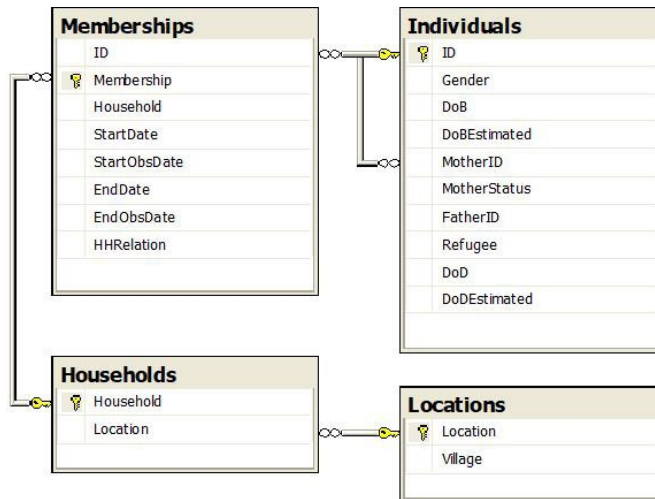 Memberships
ID
Membership
Household
StartDate
StartObsDate
EndDate
EndObsDate
HHRelation
Individuals
ID
Gender
DoB
DoBEstimated
MotherID
MotherStatus
FatherID
Refugee
DoD
DoDEstimated
Households
Household
Location
Locations
Location
Village